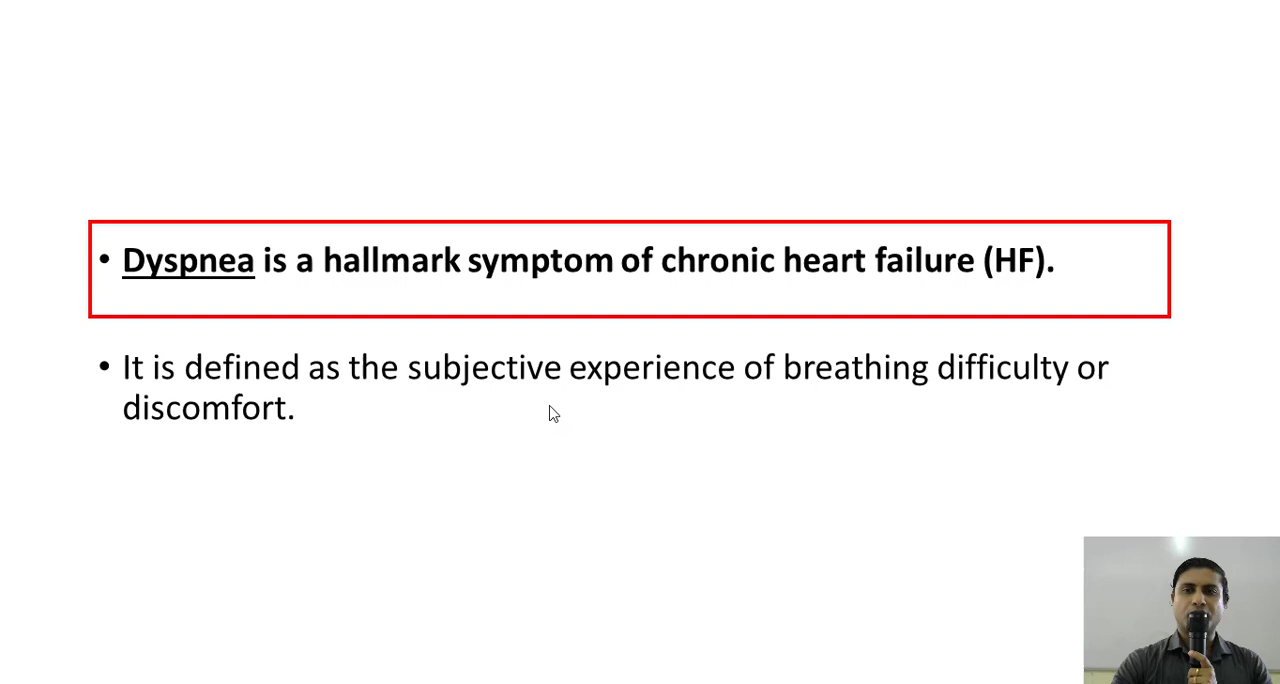 • Dyspnea is a hallmark symptom of chronic heart failure (HF).
• It is defined as the subjective experience of breathing difficulty or
discomfort.